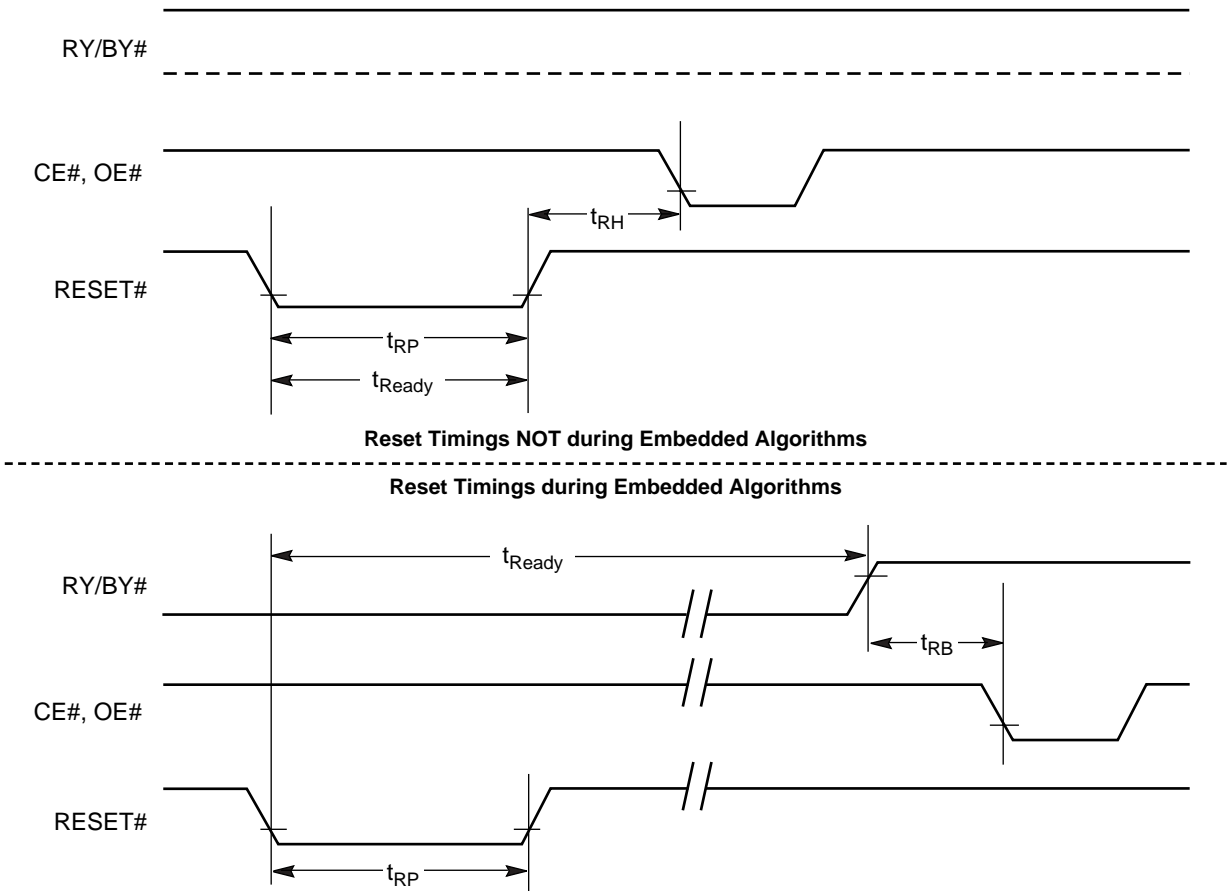 RY/BY#
CE#, OE#
tRH
RESET#
tRP
tReady
Reset Timings NOT during Embedded Algorithms
Reset Timings during Embedded Algorithms
tReady
RY/BY#
tRB
CE#, OE#
RESET#
tRP